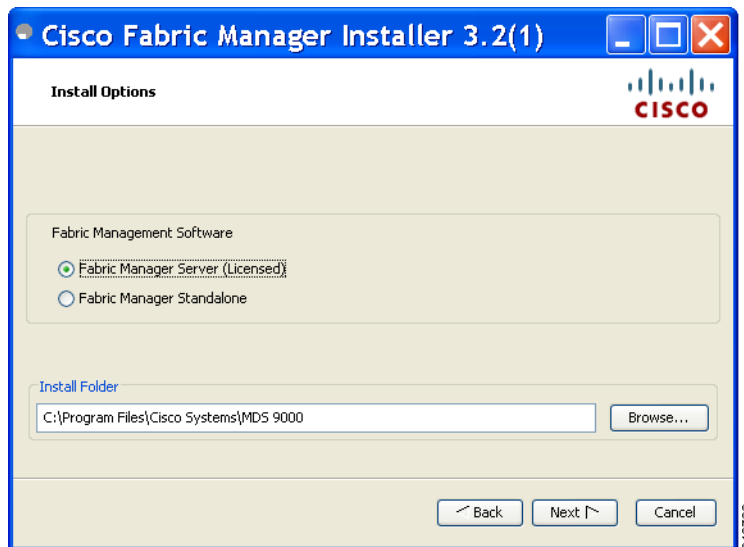 Cisco Fabric Manager Installer 3.2(1)
Install Options
CISCO
Fabric Management Software
Fabric Manager Server (Licensed)
Fabric Manager Standalone
Install Folder
C:\Program Files\Cisco Systems\MDS 9000
Browse...
Back
Next
Cancel